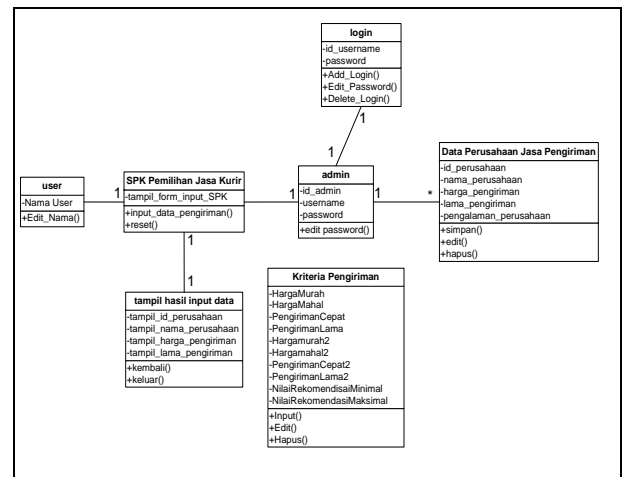 login
-id_username
-password
+Add_Login()
+Edit_Password()
+Delete_Login()
1
1
user
-Nama User
+Edit_Nama()
1
SPK Pemilihan Jasa Kurir
-tampil_form_input_SPK
+input_data_pengiriman()
+reset()
1
admin
-id_admin
-username
-password
+edit password()
1
*
Data Perusahaan Jasa Pengiriman
-id_perusahaan
-nama_perusahaan
-harga_pengiriman
-lama_pengiriman
-pengalaman_perusahaan
+simpan()
+edit()
+hapus()
1
1
tampil hasil input data
-tampil_id_perusahaan
-tampil_nama_perusahaan
-tampil_harga_pengiriman
-tampil_lama_pengiriman
+kembali()
+keluar()
Kriteria Pengiriman
-HargaMurah
-HargaMahal
-PengirimanCepat
-PengirimanLama
-Hargamurah2
-Hargamahal2
-PengirimanCepat2
-PengirimanLama2
-NilaiRekomendisaiMinimal
-NilaiRekomendasiMaksimal
+Input()
+Edit()
+Hapus()